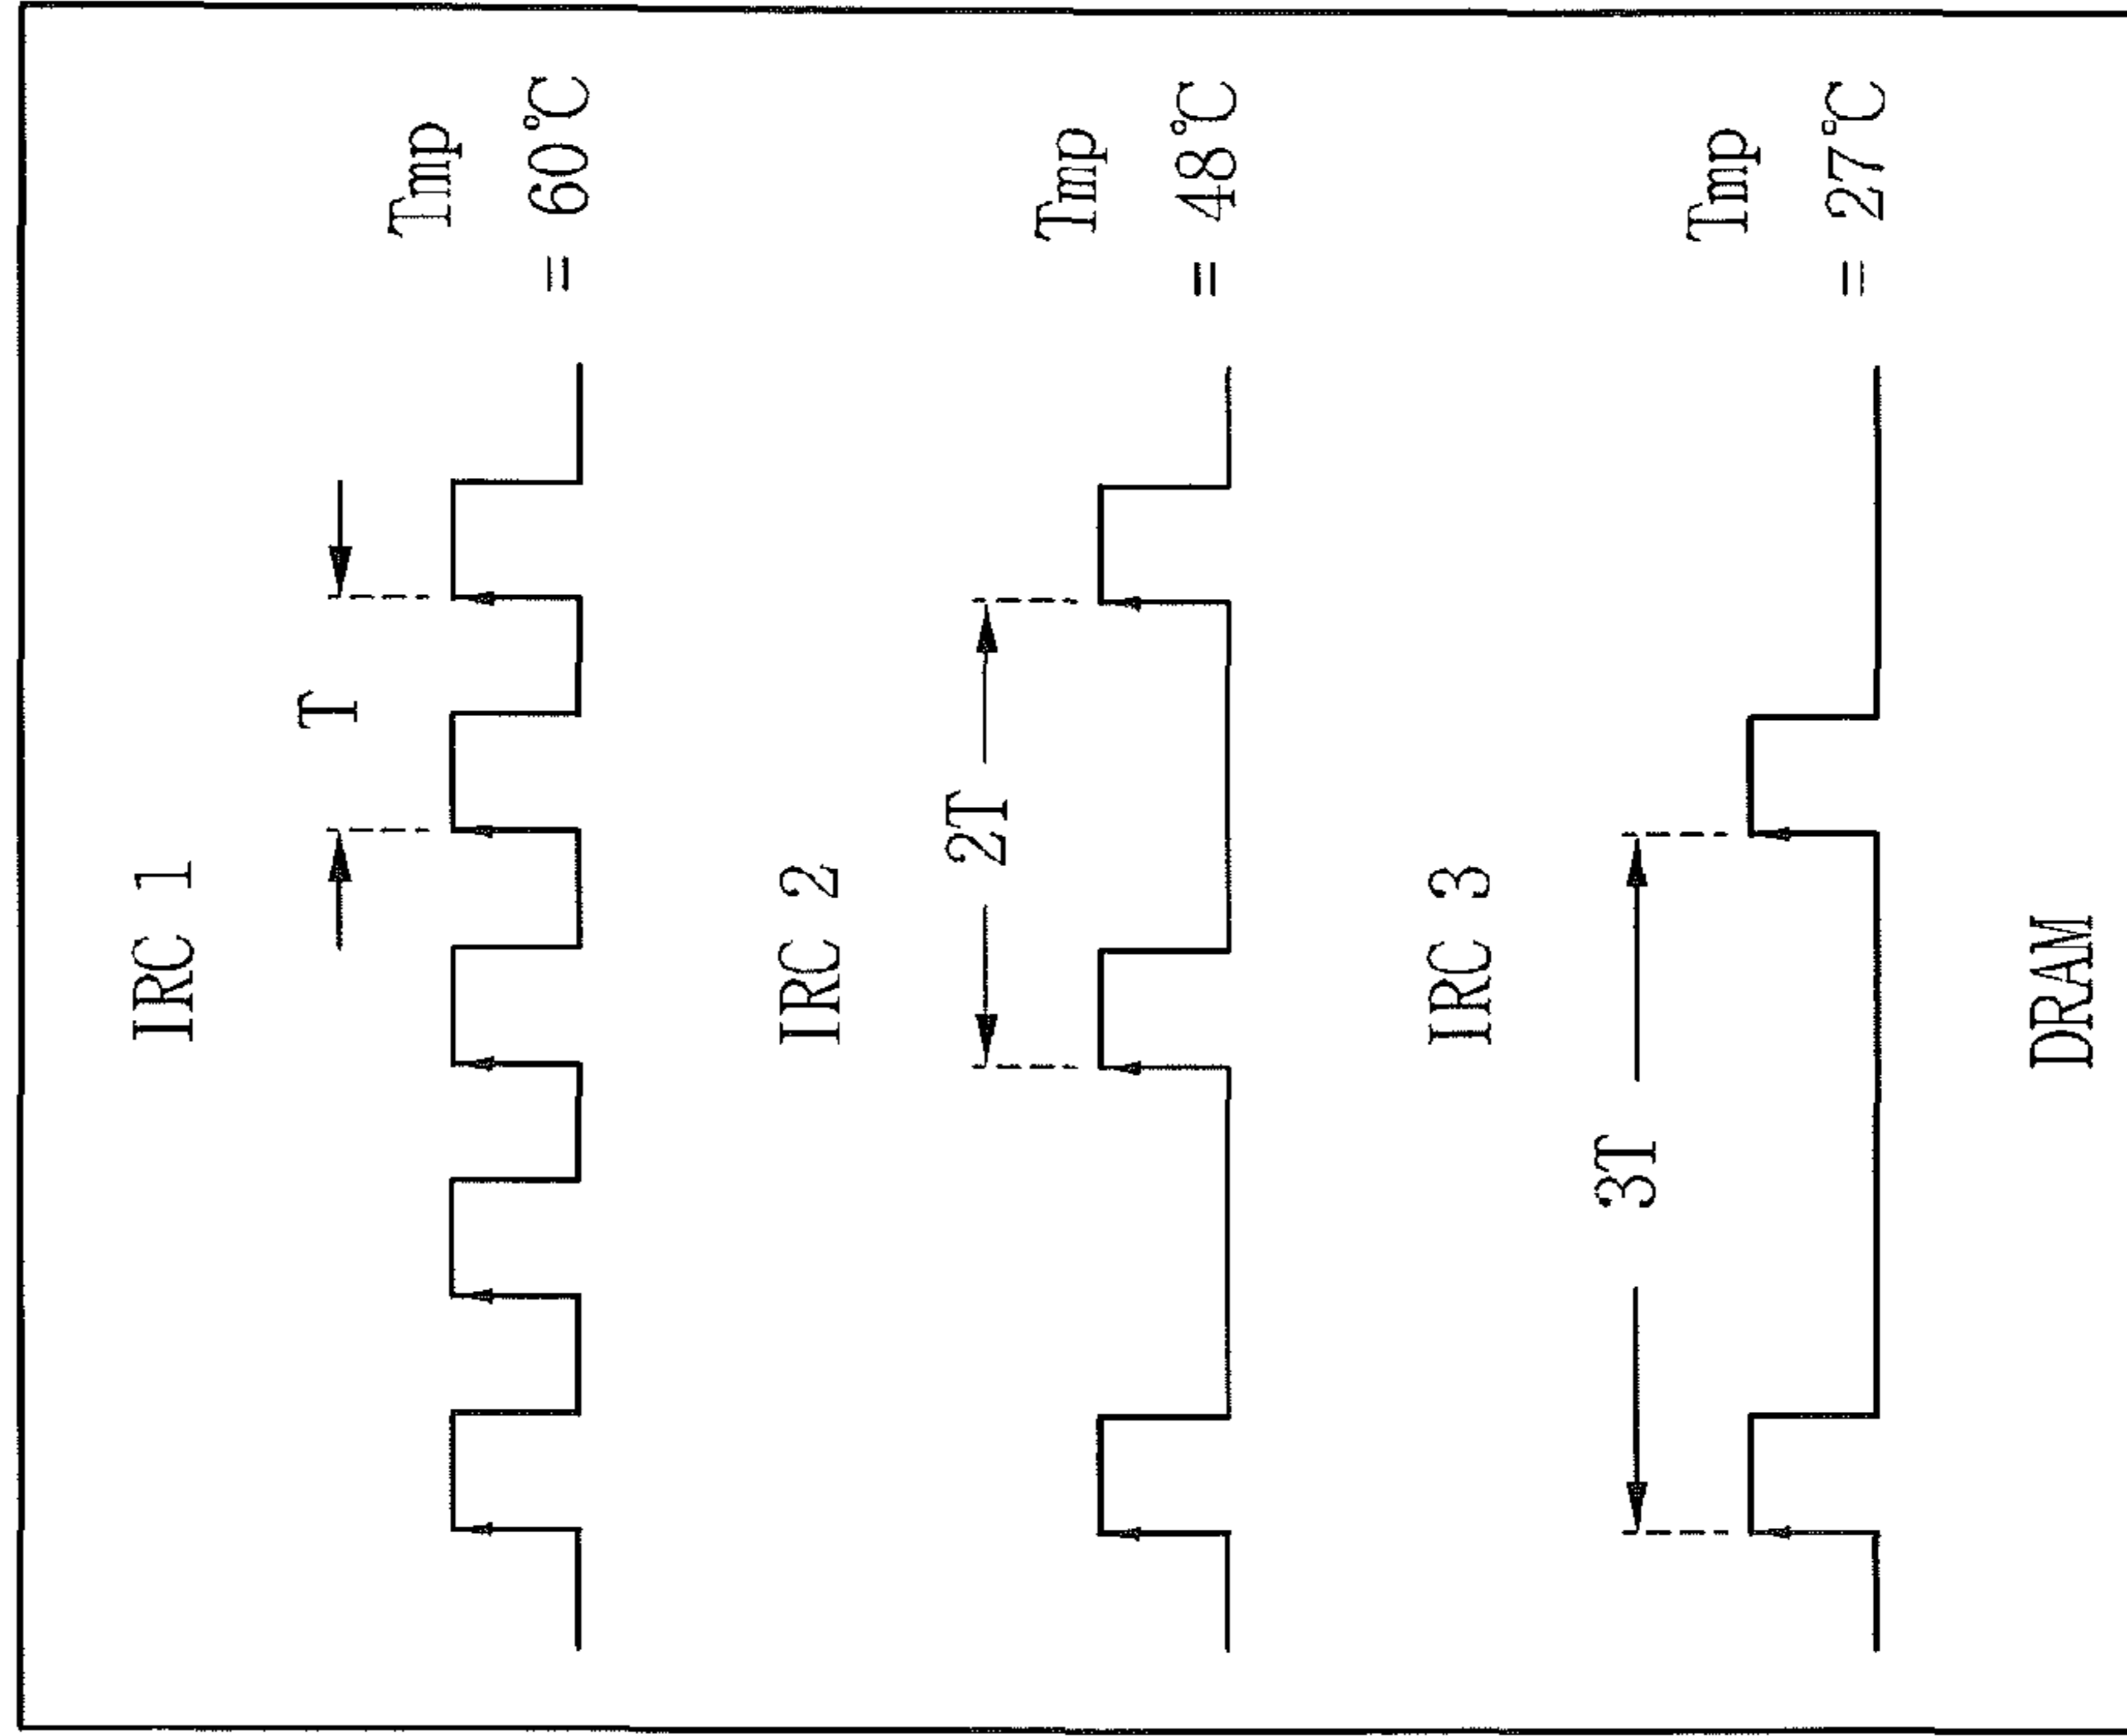 IRC 1
T
Tmp
= 60°C
IRC 2
2T
Tmp
= 48°C
IRC 3
3T
Tmp
= 27°C
DRAM